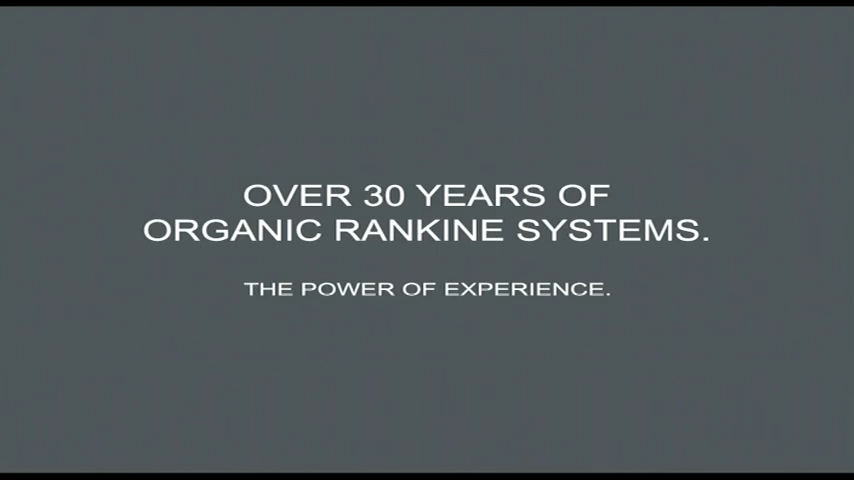 OVER 30 YEARS OF
ORGANIC RANKINE SYSTEMS.
THE POWER OF EXPERIENCE.